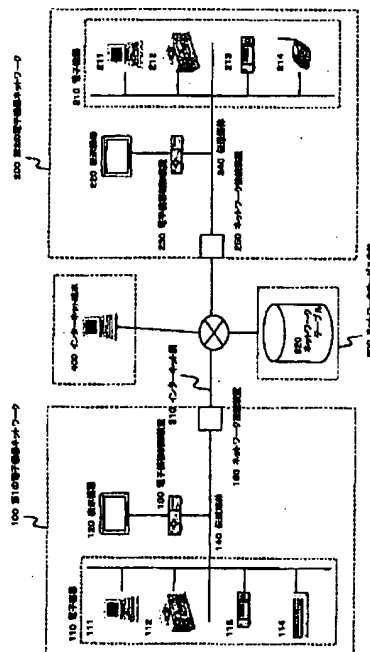 100 第1の電子機器ネットワーク
110 電子機器
111
112
115
114
120 表示機器
130 電子機器制御装置
140 伝送媒体
150 ネットワーク接続装置
310 インターネット網
400 インターネット端末
320 ネットワーク
テーブル
200 第2の電子機器ネットワーク
210 電子機器
211
212
213
214
220 表示機器
230 電子機器制御装置
240 伝送媒体
250 ネットワーク接続装置